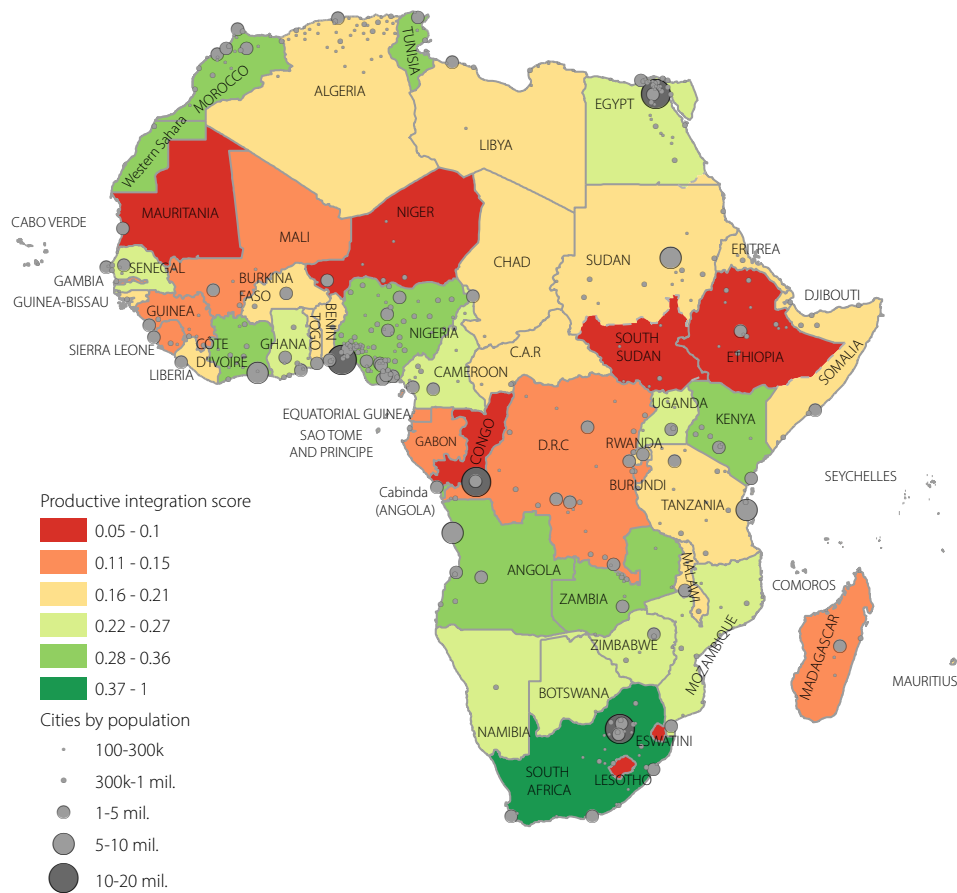 TUNISIA
MOROCCO
ALGERIA
EGYPT
LIBYA
Western Sahara
MAURITANIA
NIGER
CABO VERDE
MALI
CHAD
SUDAN
ERITREA
SENEGAL
GAMBIA
BURKINA
FASO
DJIBOUTI
GUINEA-BISSAU
GUINEA
BENIN
TOGO
NIGERIA
SOUTH
SUDAN
ETHIOPIA
SOMALIA
SIERRA LEONE
CÔTE
D'IVOIRE
GHANA
C.A.R
LIBERIA
CAMEROON
EQUATORIAL GUINEA
UGANDA
KENYA
SAO TOME
AND PRINCIPE
GABON
CONGO
D.R.C
RWANDA
BURUNDI
SEYCHELLES
Cabinda
(ANGOLA)
TANZANIA
ANGOLA
MALAWI
COMOROS
ZAMBIA
ZIMBABWE
MOZAMBIQUE
MADAGASCAR
MAURITIUS
BOTSWANA
NAMIBIA
ESWATINI
SOUTH
AFRICA
LESOTHO
Productive integration score
0.05 - 0.1
0.11 - 0.15
0.16 - 0.21
0.22 - 0.27
0.28 - 0.36
0.37 - 1
Cities by population
100-300k
300k-1 mil.
1-5 mil.
5-10 mil.
10-20 mil.